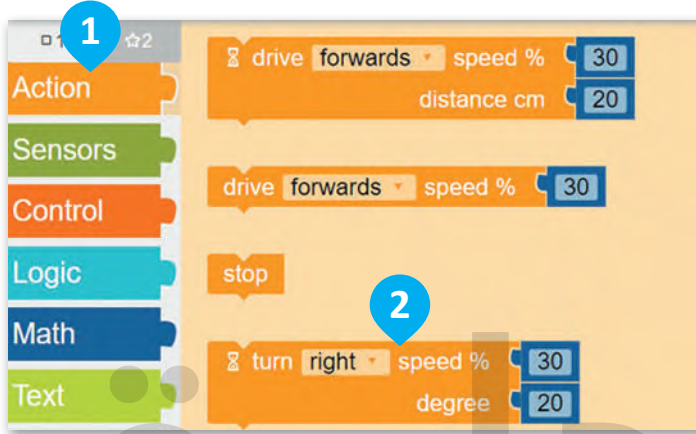 1
☆2
Action
Sensors
Control
Logic
Math
Text
drive forwards speed % 30
distance cm 20
drive forwards speed % 30
stop
2
turn right speed % 30
degree 20